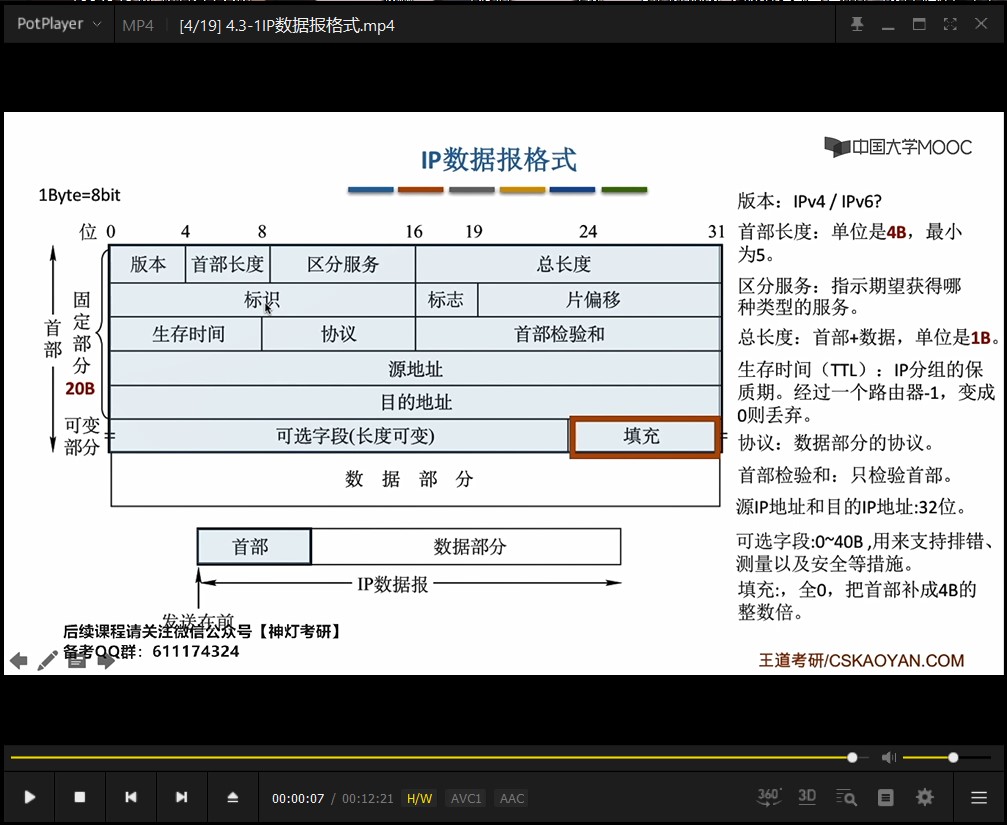 PotPlayer
MP4
[4/19] 4.3-1IP数据报格式.mp4
IP数据报格式
中国大学MOOC
1Byte=8bit
位 0 4 8 16 19 24 31
版本 首部长度 区分服务 总长度
标识 标志 片偏移
生存时间 协议 首部检验和
源地址
目的地址
可选字段(长度可变) 填充
数 据 部 分
首部
固定部分
20B
可变
部分
首部 数据部分
IP数据报
发送在前
版本：IPv4 / IPv6?
首部长度：单位是4B，最小
为5。
区分服务：指示期望获得哪
种类型的服务。
总长度：首部+数据，单位是1B。
生存时间（TTL）：IP分组的保
质期。经过一个路由器-1，变成
0则丢弃。
协议：数据部分的协议。
首部检验和：只检验首部。
源IP地址和目的IP地址:32位。
可选字段:0~40B ,用来支持排错、
测量以及安全等措施。
填充:，全0，把首部补成4B的
整数倍。
后续课程请关注微信公众号【神灯考研】
备考QQ群：611174324
王道考研/CSKAOYAN.COM
00:00:07 / 00:12:21 H/W AVC1 AAC
360° 3D